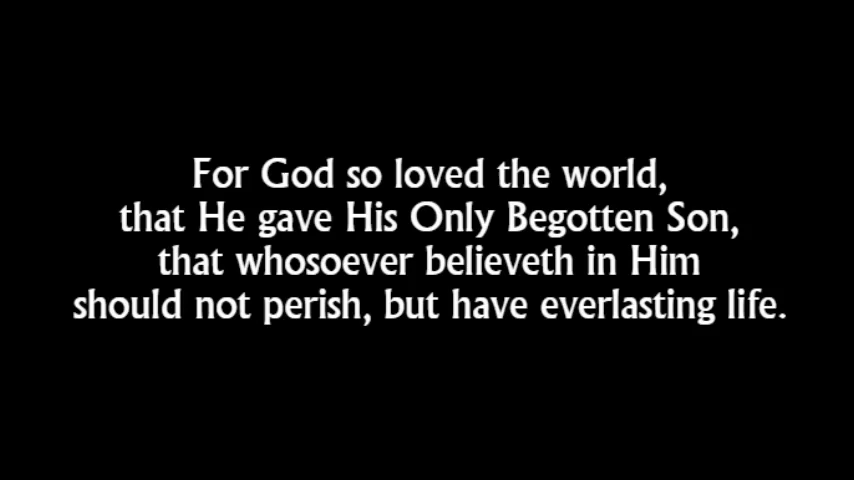 For God so loved the world,
that He gave His Only Begotten Son,
that whosoever believeth in Him
should not perish, but have everlasting life.